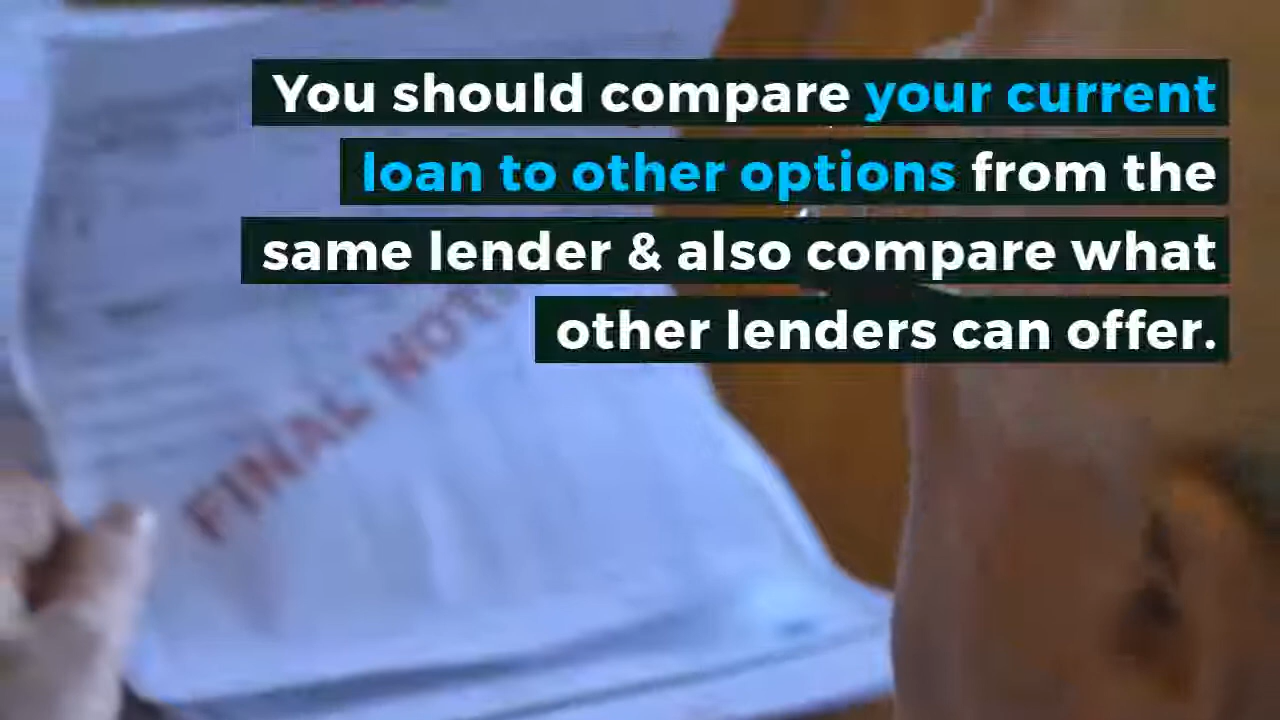 You should compare your current
loan to other options from the
same lender & also compare what
other lenders can offer.
FINAL